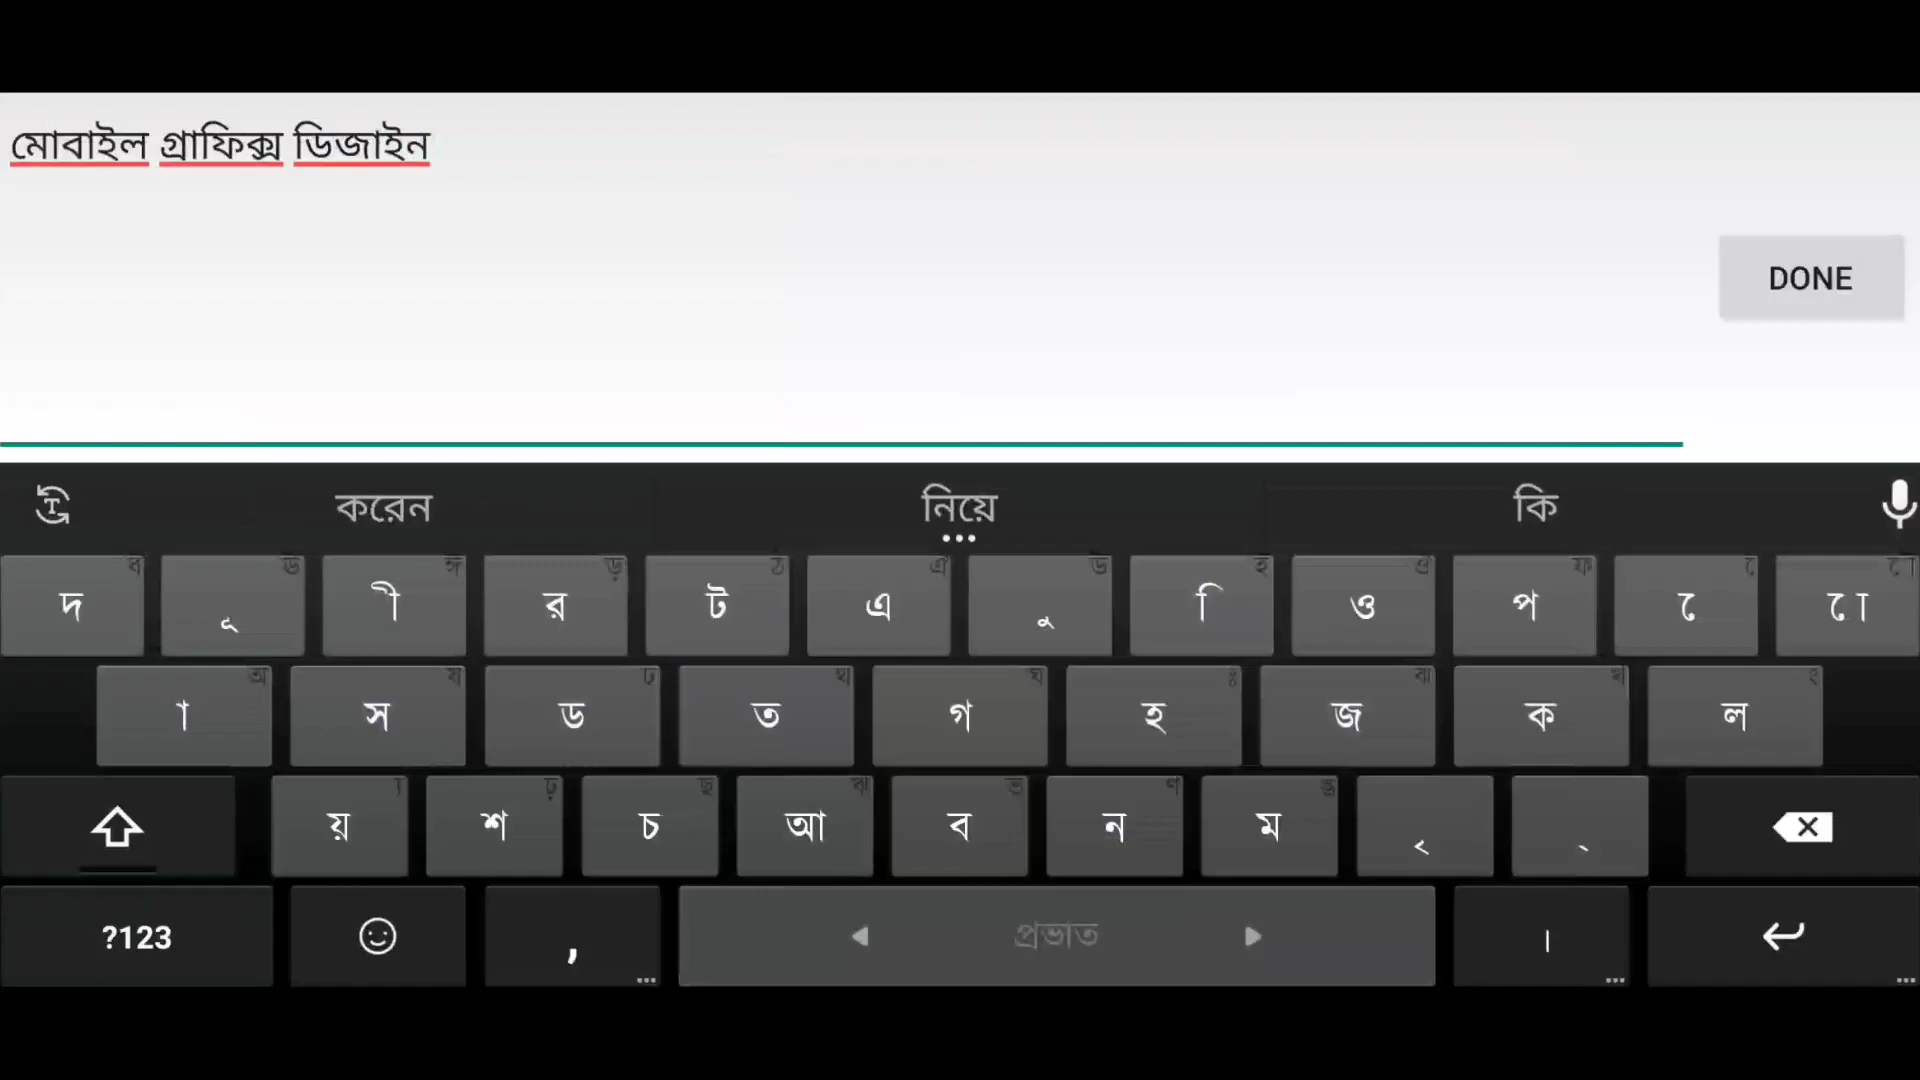 মোবাইল গ্রাফিক্স ডিজাইন
DONE
করেন নিয়ে কি
দ ূ ী র ট এ ু ি ও প ে ো
া স ড ত গ হ জ ক ল
য় শ চ আ ব ন ম ৃ ্
?123 , প্রভাত ।